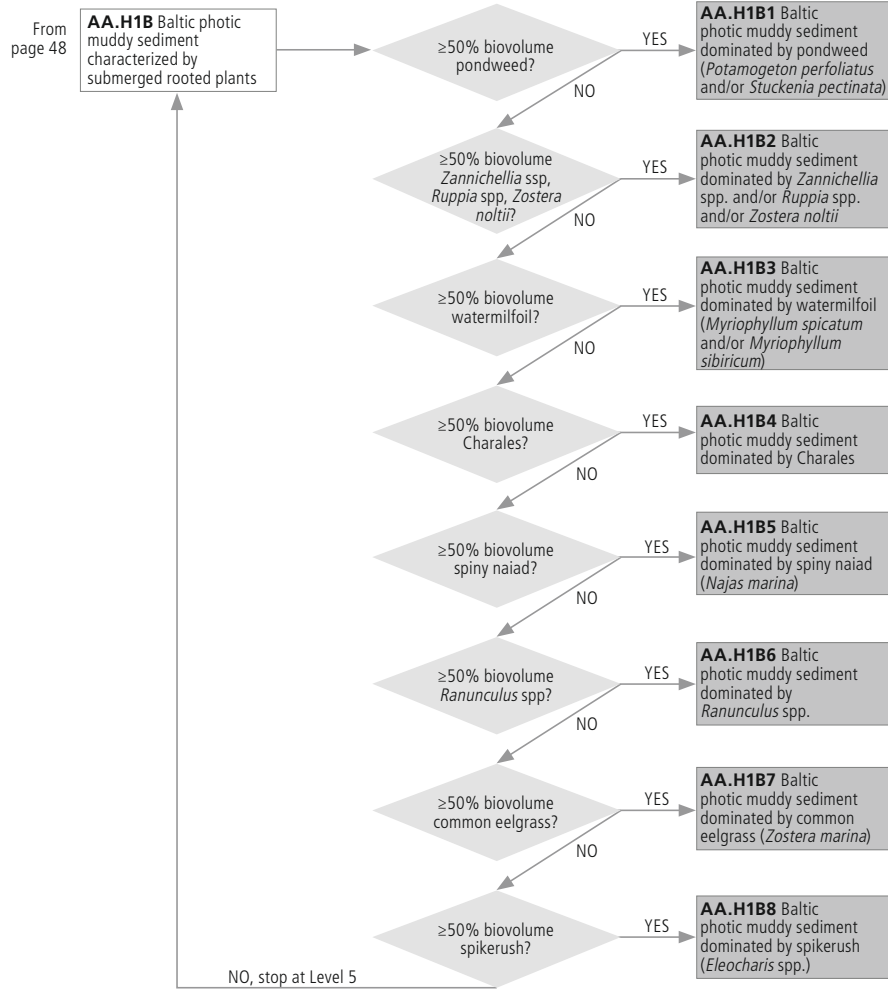 From
page 48
AA.H1B Baltic photic
muddy sediment
characterized by
submerged rooted plants
≥50% biovolume
pondweed?
YES
NO
AA.H1B1 Baltic
photic muddy sediment
dominated by pondweed
(Potamogeton perfoliatus
and/or Stuckenia pectinata)
≥50% biovolume
Zannichellia ssp,
Ruppia spp, Zostera
noltii?
YES
NO
AA.H1B2 Baltic
photic muddy sediment
dominated by Zannichellia
spp. and/or Ruppia spp.
and/or Zostera noltii
≥50% biovolume
watermilfoil?
YES
NO
AA.H1B3 Baltic
photic muddy sediment
dominated by watermilfoil
(Myriophyllum spicatum
and/or Myriophyllum
sibiricum)
≥50% biovolume
Charales?
YES
NO
AA.H1B4 Baltic
photic muddy sediment
dominated by Charales
≥50% biovolume
spiny naiad?
YES
NO
AA.H1B5 Baltic
photic muddy sediment
dominated by spiny naiad
(Najas marina)
≥50% biovolume
Ranunculus spp?
YES
NO
AA.H1B6 Baltic
photic muddy sediment
dominated by
Ranunculus spp.
≥50% biovolume
common eelgrass?
YES
NO
AA.H1B7 Baltic
photic muddy sediment
dominated by common
eelgrass (Zostera marina)
≥50% biovolume
spikerush?
YES
NO, stop at Level 5
AA.H1B8 Baltic
photic muddy sediment
dominated by spikerush
(Eleocharis spp.)